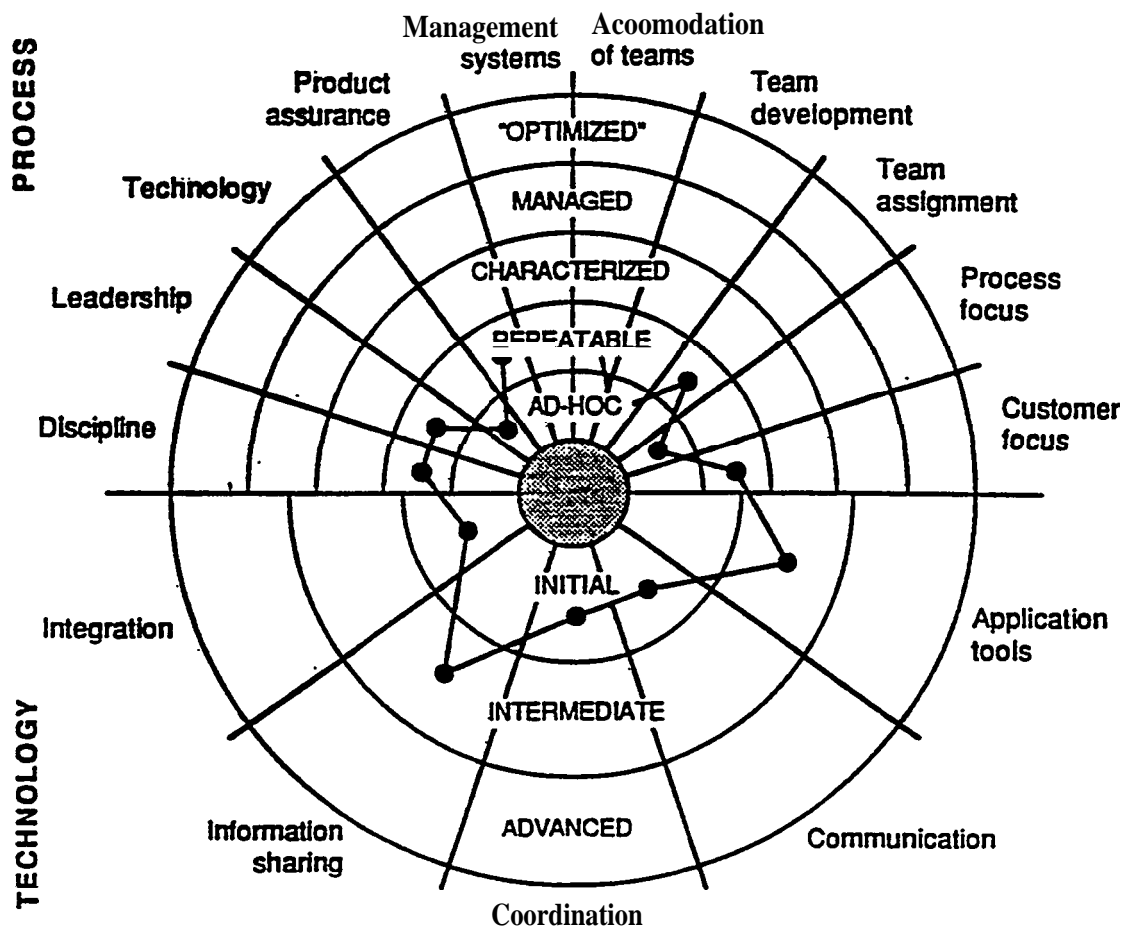 Management
systems
Acoomodation
of teams
PROCESS
Product
assurance
Team
development
"OPTIMIZED"
Technology
Team
assignment
MANAGED
Leadership
CHARACTERIZED
Process
focus
REPEATABLE
Discipline
AD-HOC
Customer
focus
INITIAL
Integration
Application
tools
INTERMEDIATE
TECHNOLOGY
Information
sharing
ADVANCED
Communication
Coordination